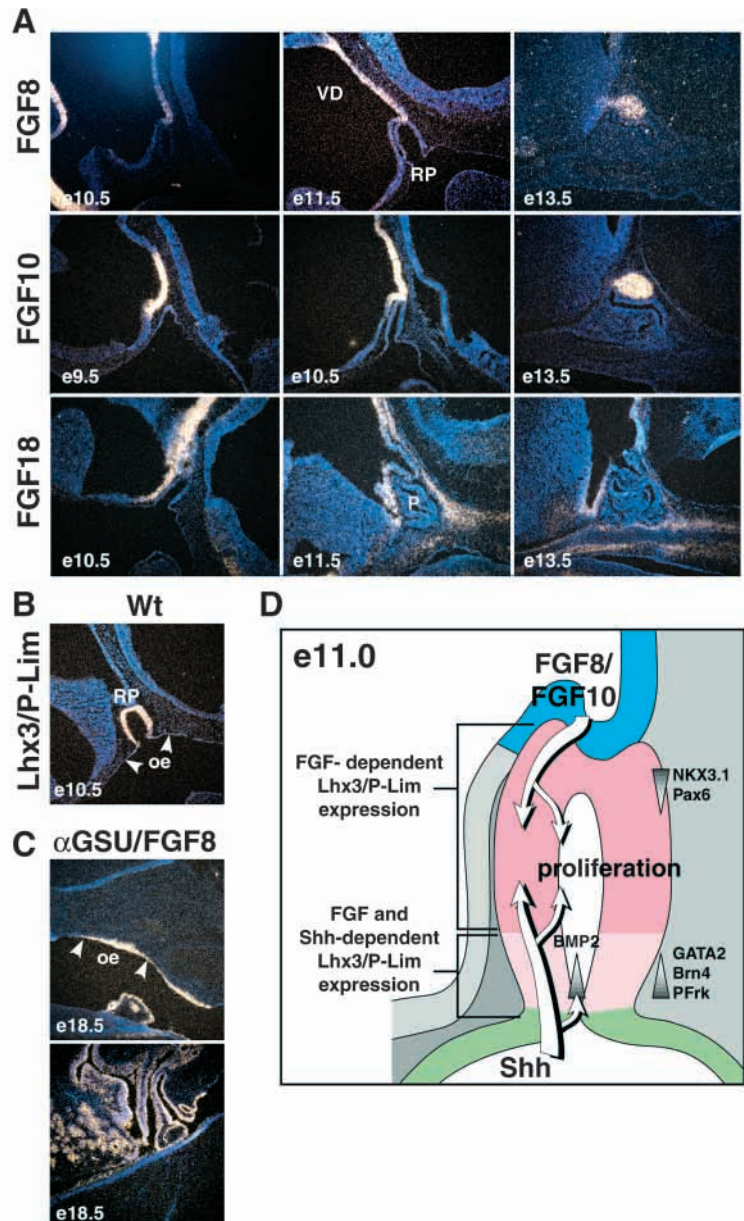 A
FGF8
e10.5
VD
RP
e11.5
e13.5
FGF10
e9.5
e10.5
e13.5
FGF18
e10.5
P
e11.5
e13.5
B
Wt
Lhx3/P-Lim
RP
oe
e10.5
C
αGSU/FGF8
oe
e18.5
e18.5
D
e11.0
FGF8/
FGF10
FGF- dependent
Lhx3/P-Lim
expression
NKX3.1
Pax6
proliferation
FGF and
Shh-dependent
Lhx3/P-Lim
expression
BMP2
GATA2
Brn4
PFrk
Shh